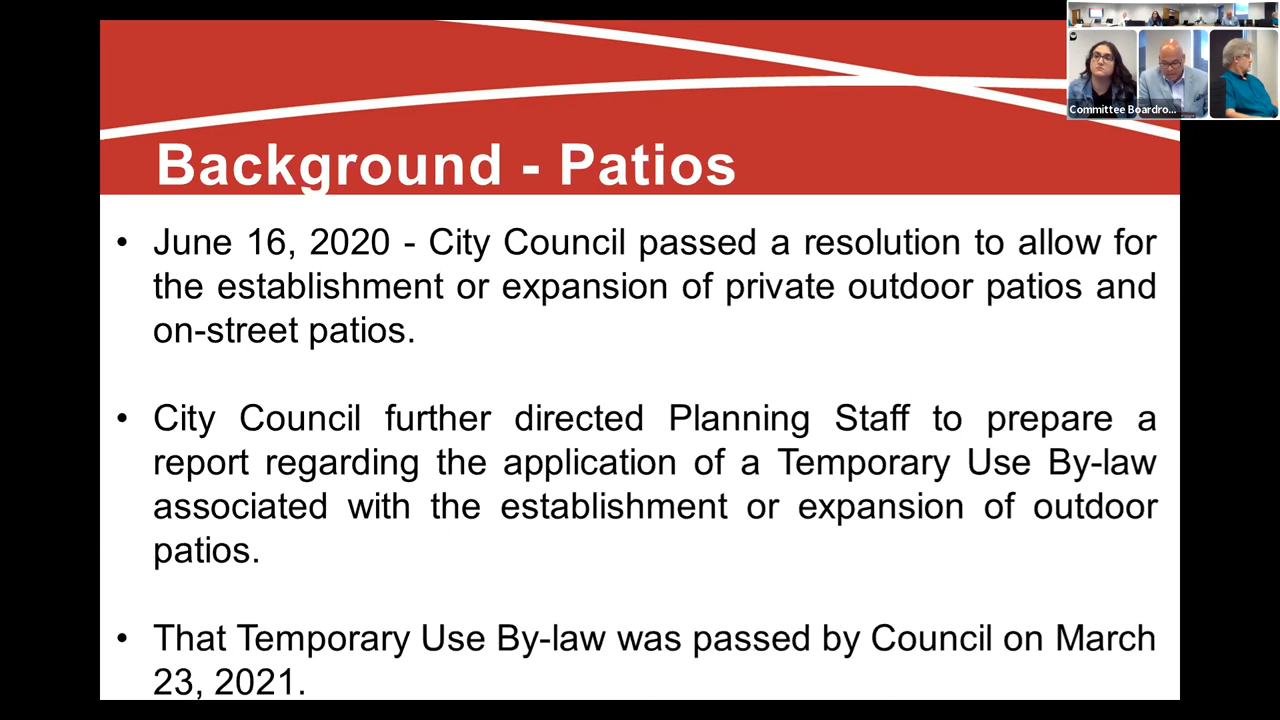 Committee Boardro...
Background - Patios
• June 16, 2020 - City Council passed a resolution to allow for
the establishment or expansion of private outdoor patios and
on-street patios.
• City Council further directed Planning Staff to prepare a
report regarding the application of a Temporary Use By-law
associated with the establishment or expansion of outdoor
patios.
• That Temporary Use By-law was passed by Council on March
23, 2021.